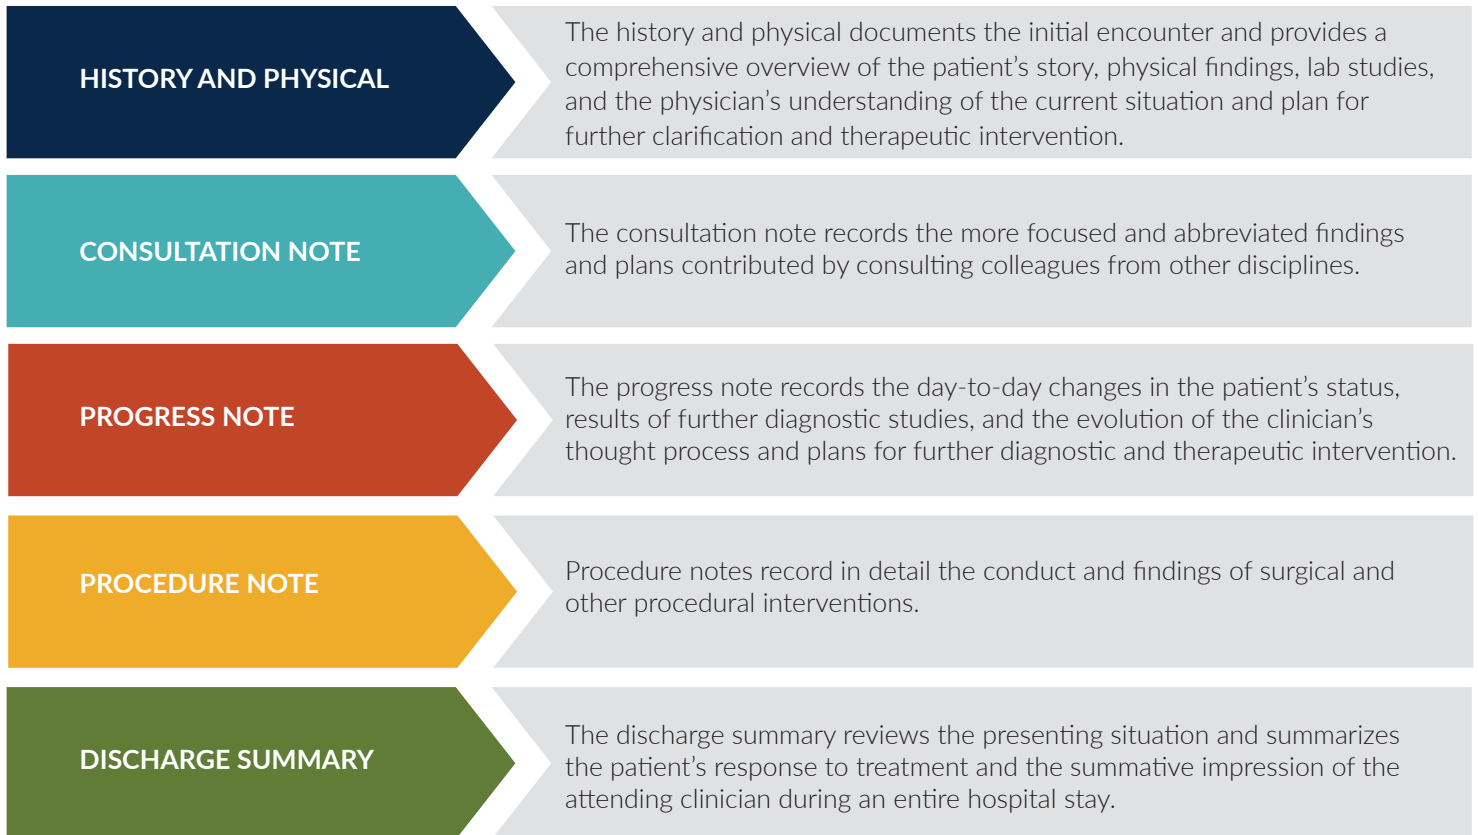 HISTORY AND PHYSICAL
The history and physical documents the initial encounter and provides a
comprehensive overview of the patient’s story, physical findings, lab studies,
and the physician’s understanding of the current situation and plan for
further clarification and therapeutic intervention.
CONSULTATION NOTE
The consultation note records the more focused and abbreviated findings
and plans contributed by consulting colleagues from other disciplines.
PROGRESS NOTE
The progress note records the day-to-day changes in the patient’s status,
results of further diagnostic studies, and the evolution of the clinician’s
thought process and plans for further diagnostic and therapeutic intervention.
PROCEDURE NOTE
Procedure notes record in detail the conduct and findings of surgical and
other procedural interventions.
DISCHARGE SUMMARY
The discharge summary reviews the presenting situation and summarizes
the patient’s response to treatment and the summative impression of the
attending clinician during an entire hospital stay.